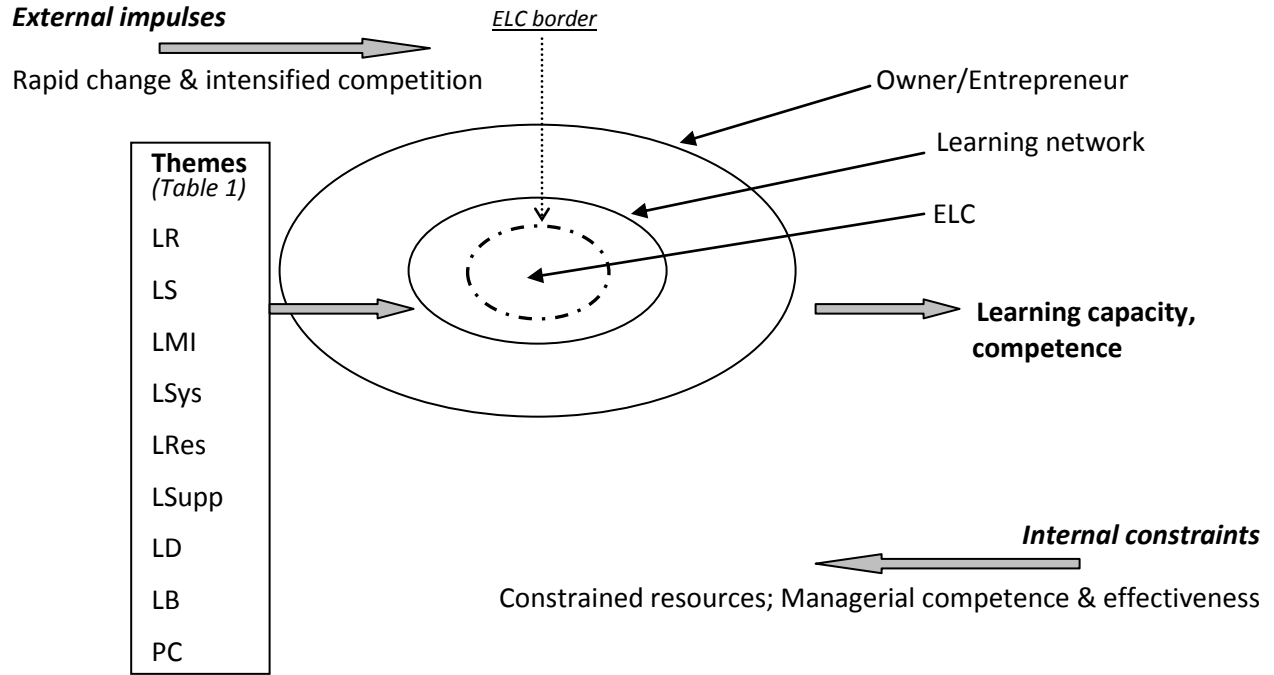 External impulses
ELC border
Rapid change & intensified competition
Owner/Entrepreneur
Learning network
ELC
Themes
(Table 1)
LR
LS
LMI
LSys
LRes
LSupp
LD
LB
PC
Learning capacity,
competence
Internal constraints
Constrained resources; Managerial competence & effectiveness